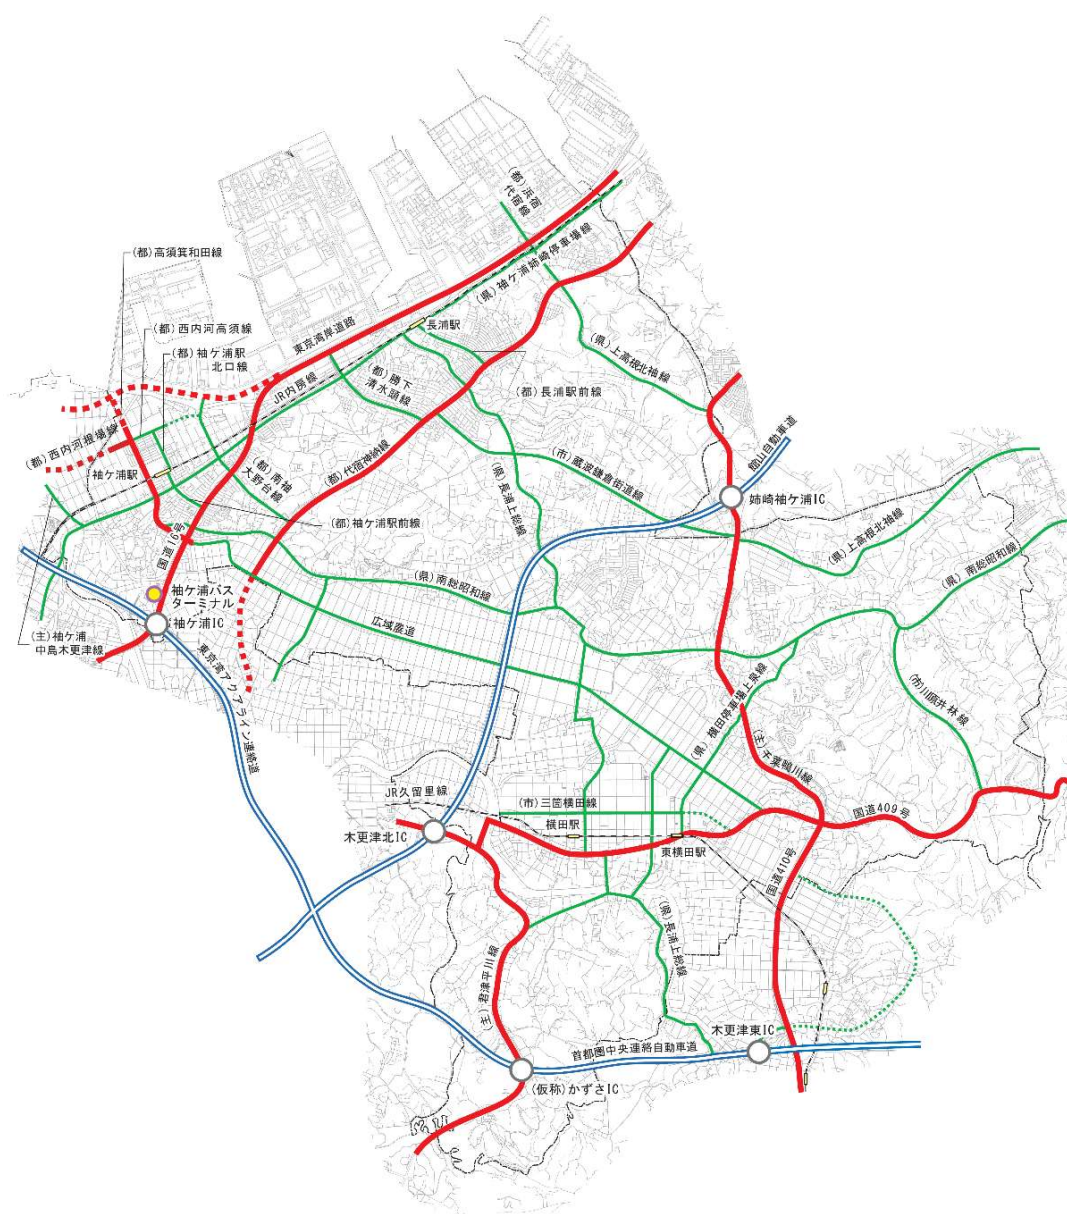 (都)浜宿
代宿線
(県)袖ケ浦姉崎停車場線
(都)高須箕和田線
(都)西内河高須線
東京湾岸道路
長浦駅
(都)袖ケ浦駅
北口線
JR内房線
(都)勝下
清水頭線
(県)上高根北袖線
(都)長浦駅前線
館山自動車道
(都)西内河根場線
袖ケ浦駅
(都)南袖
大野台線
(都)代宿神納線
(市)蔵波鎌倉街道線
(県)長浦上総線
姉崎袖ケ浦IC
(都)袖ケ浦駅前線
国道16号
(県)上高根北袖線
(県)南総昭和線
(県)南総昭和線
袖ケ浦バス
ターミナル
袖ケ浦IC
広域農道
(主)袖ケ浦
中島木更津線
東京湾アクアライン連絡道
(県)横田停車場上泉線
(市)川原井林線
(主)千葉鴨川線
JR久留里線
(市)三箇横田線
国道409号
横田駅
木更津北IC
東横田駅
国道410号
(県)長浦上総線
(主)君津平川線
木更津東IC
首都圏中央連絡自動車道
(仮称)かずさIC